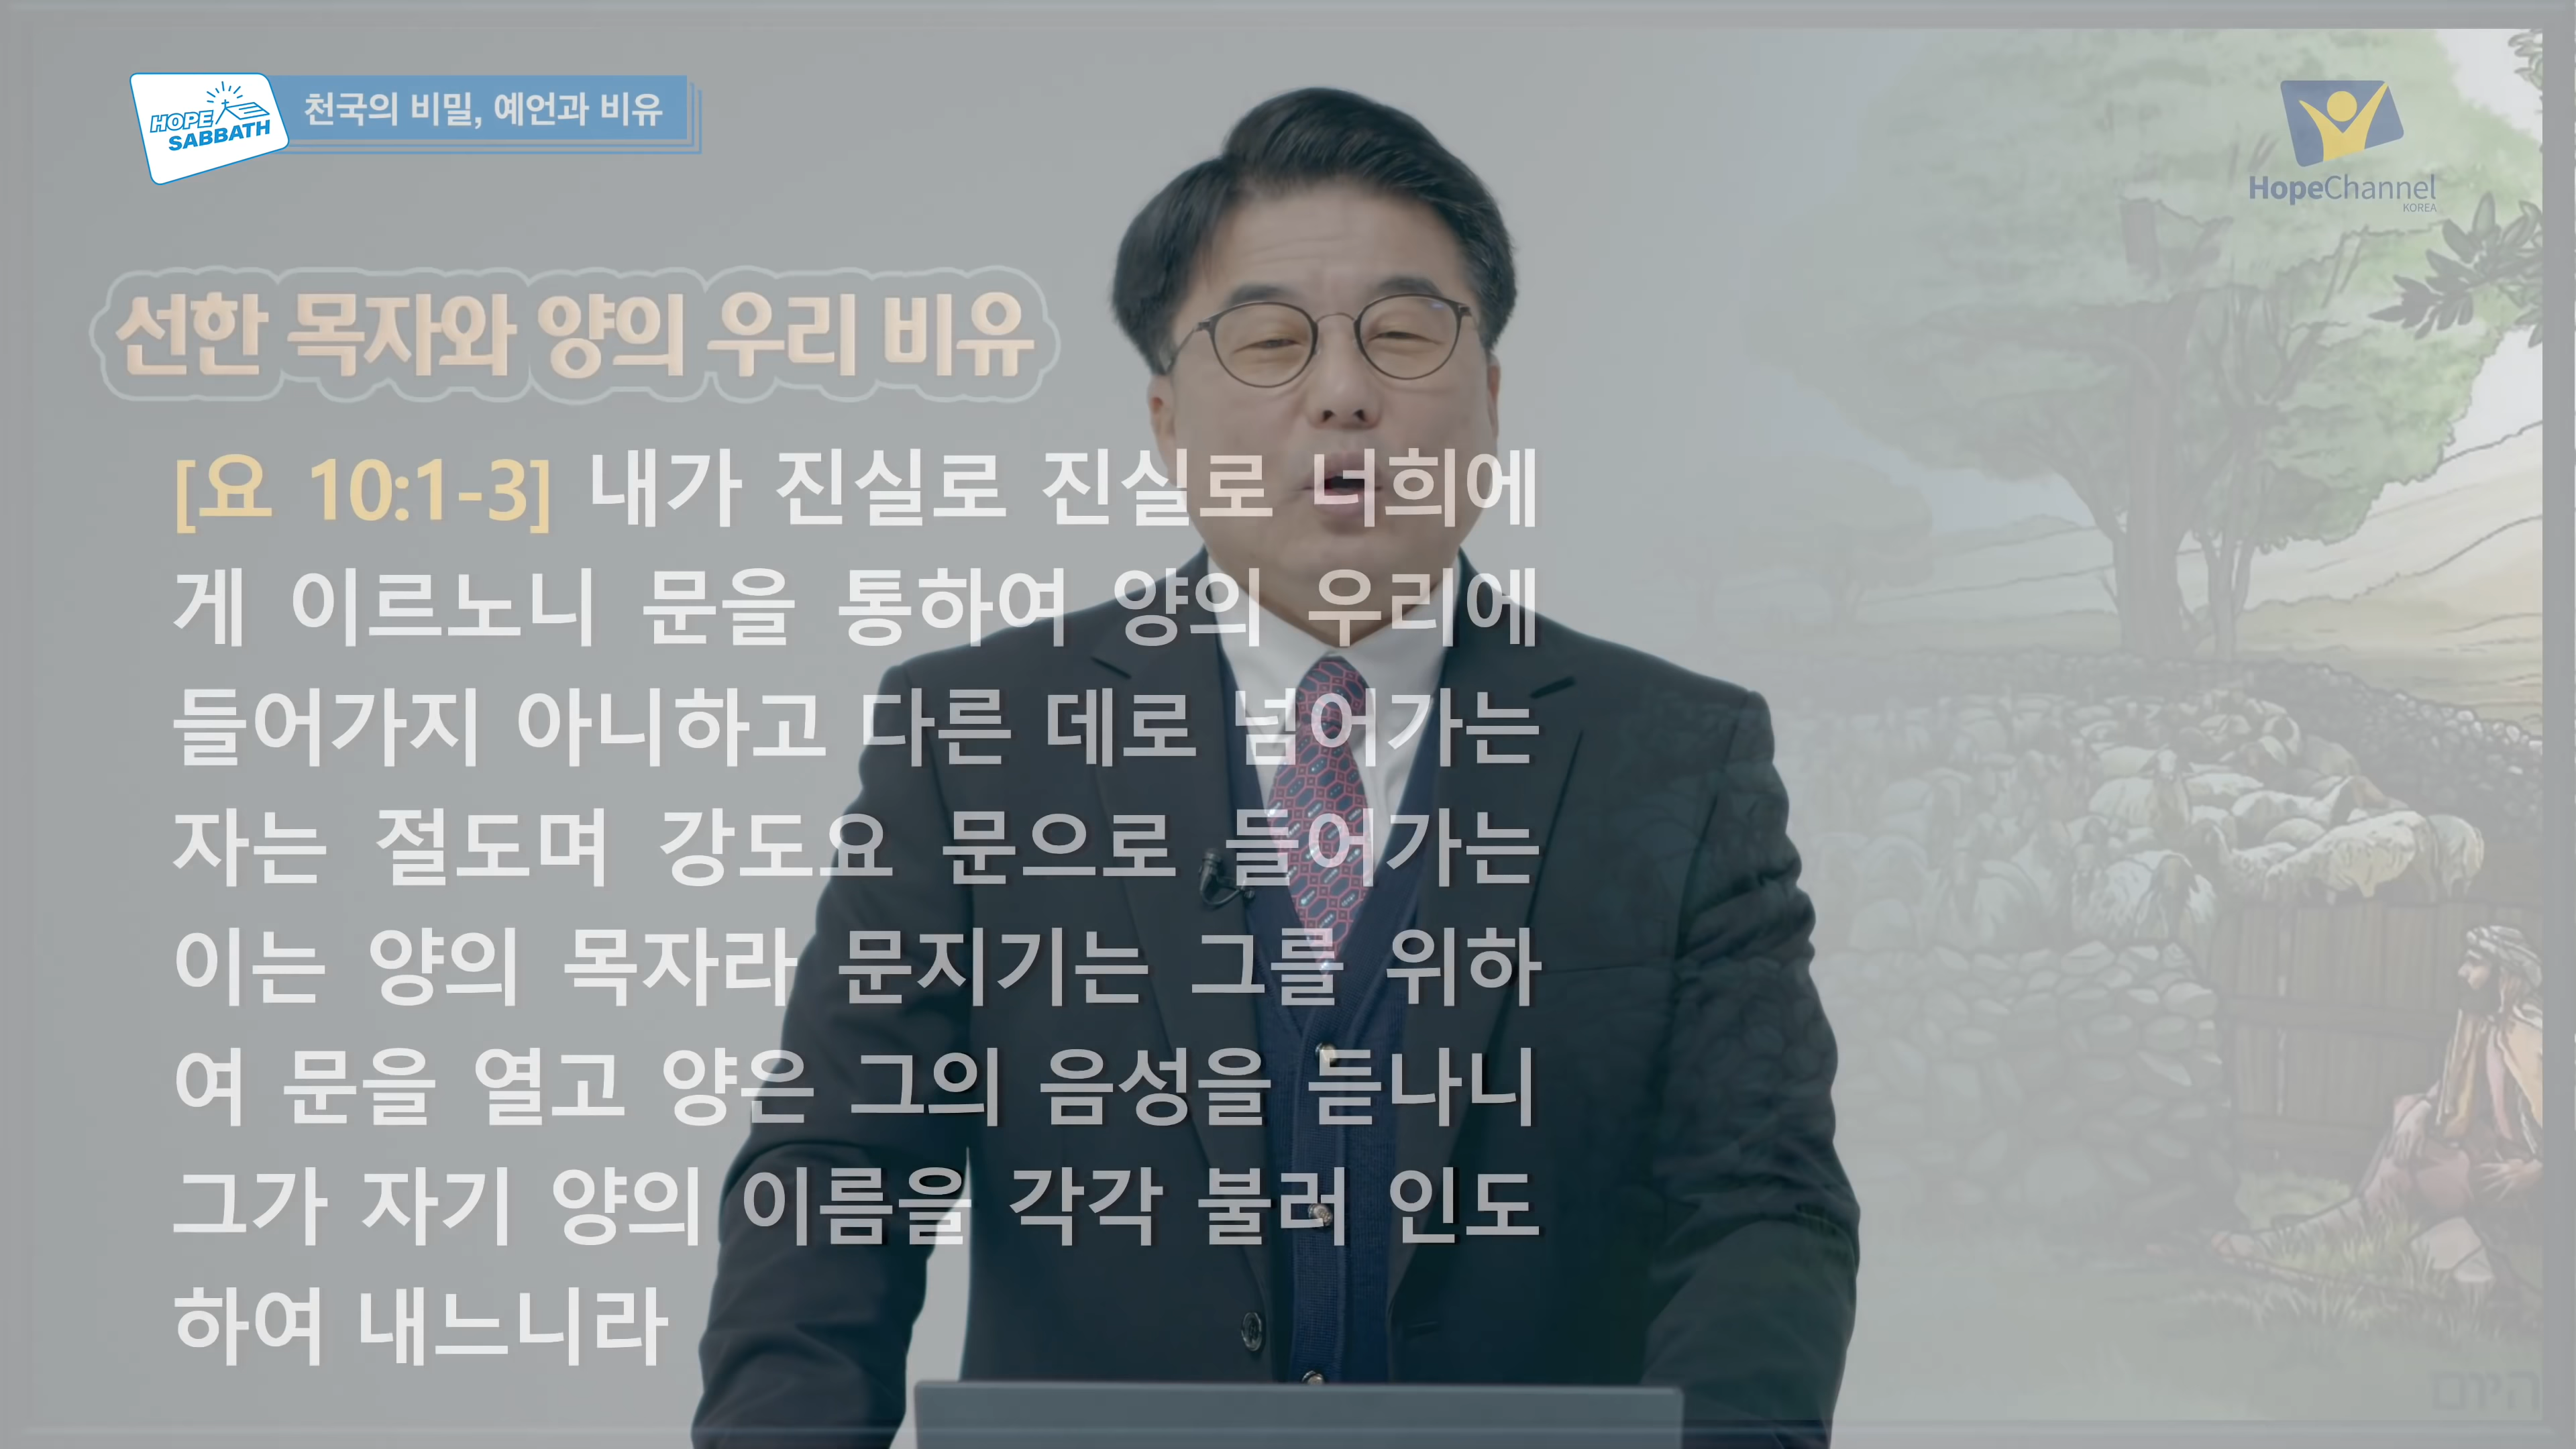 HOPE
SABBATH
천국의 비밀, 예언과 비유
HopeChannel
KOREA
선한 목자와 양의 우리 비유
[요 10:1-3] 내가 진실로 진실로 너희에
게 이르노니 문을 통하여 양의 우리에
들어가지 아니하고 다른 데로 넘어가는
자는 절도며 강도요 문으로 들어가는
이는 양의 목자라 문지기는 그를 위하
여 문을 열고 양은 그의 음성을 듣나니
그가 자기 양의 이름을 각각 불러 인도
하여 내느니라
היום